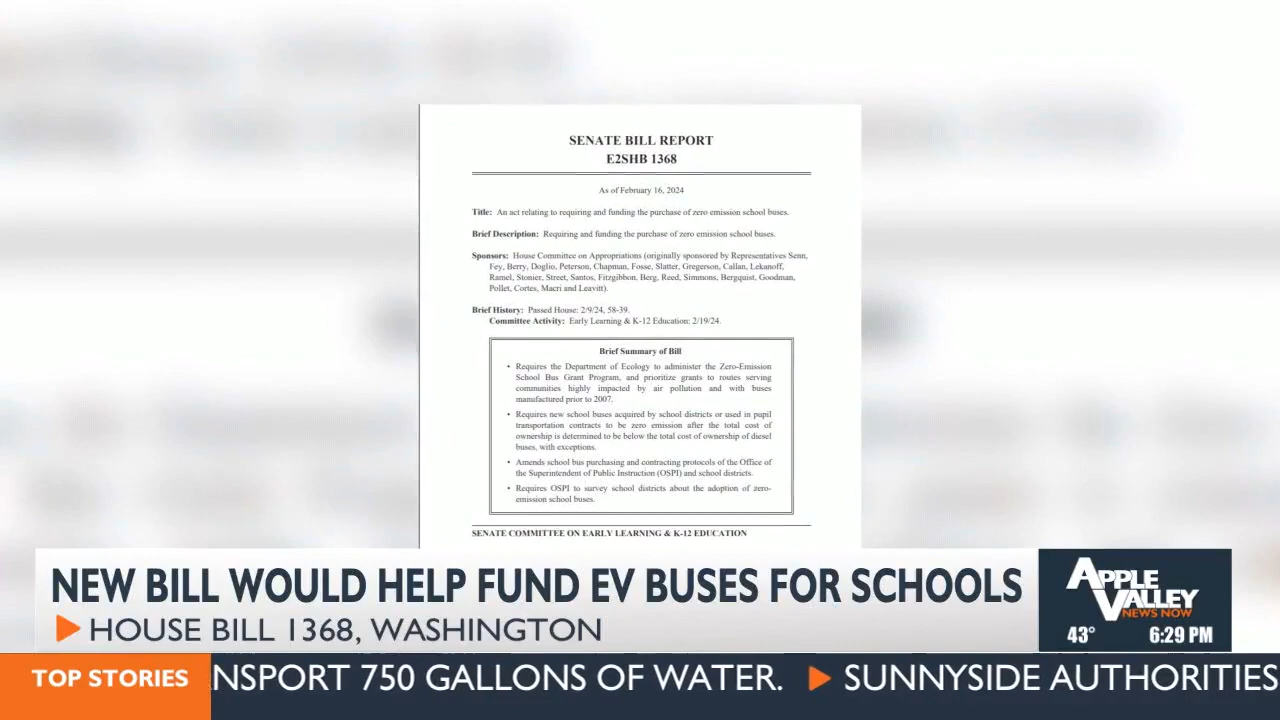 SENATE BILL REPORT
E2SHB 1368
As of February 16, 2024
Title: An act relating to requiring and funding the purchase of zero emission school buses.
Brief Description: Requiring and funding the purchase of zero emission school buses.
Sponsors: House Committee on Appropriations (originally sponsored by Representatives Senn,
Fey, Berry, Doglio, Peterson, Chapman, Fosse, Slatter, Gregerson, Callan, Lekanoff,
Ramel, Stonier, Street, Santos, Fitzgibbon, Berg, Reed, Simmons, Bergquist, Goodman,
Pollet, Cortes, Macri and Leavitt).
Brief History: Passed House: 2/9/24, 58-39.
Committee Activity: Early Learning & K-12 Education: 2/19/24.
Brief Summary of Bill
• Requires the Department of Ecology to administer the Zero-Emission
School Bus Grant Program, and prioritize grants to routes serving
communities highly impacted by air pollution and with buses
manufactured prior to 2007.
• Requires new school buses acquired by school districts or used in pupil
transportation contracts to be zero emission after the total cost of
ownership is determined to be below the total cost of ownership of diesel
buses, with exceptions.
• Amends school bus purchasing and contracting protocols of the Office of
the Superintendent of Public Instruction (OSPI) and school districts.
• Requires OSPI to survey school districts about the adoption of zero-
emission school buses.
SENATE COMMITTEE ON EARLY LEARNING & K-12 EDUCATION
NEW BILL WOULD HELP FUND EV BUSES FOR SCHOOLS
HOUSE BILL 1368, WASHINGTON
APPLE
VALLEY
NEWS NOW
43° 6:29 PM
TOP STORIES
NSPORT 750 GALLONS OF WATER. SUNNYSIDE AUTHORITIES